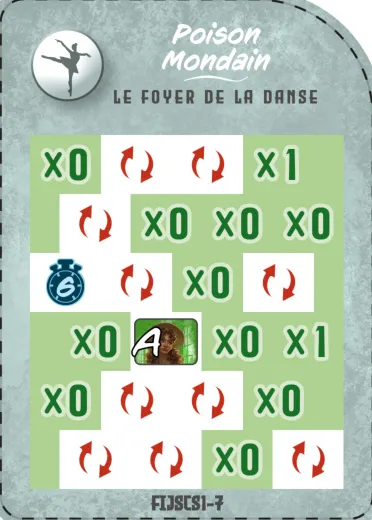 Poison
Mondain
LE FOYER DE LA DANSE
x0 x1
x0 x0 x0
6 x0
x0 A x0 x1
x0 x0
x0
FIJSCS1-7